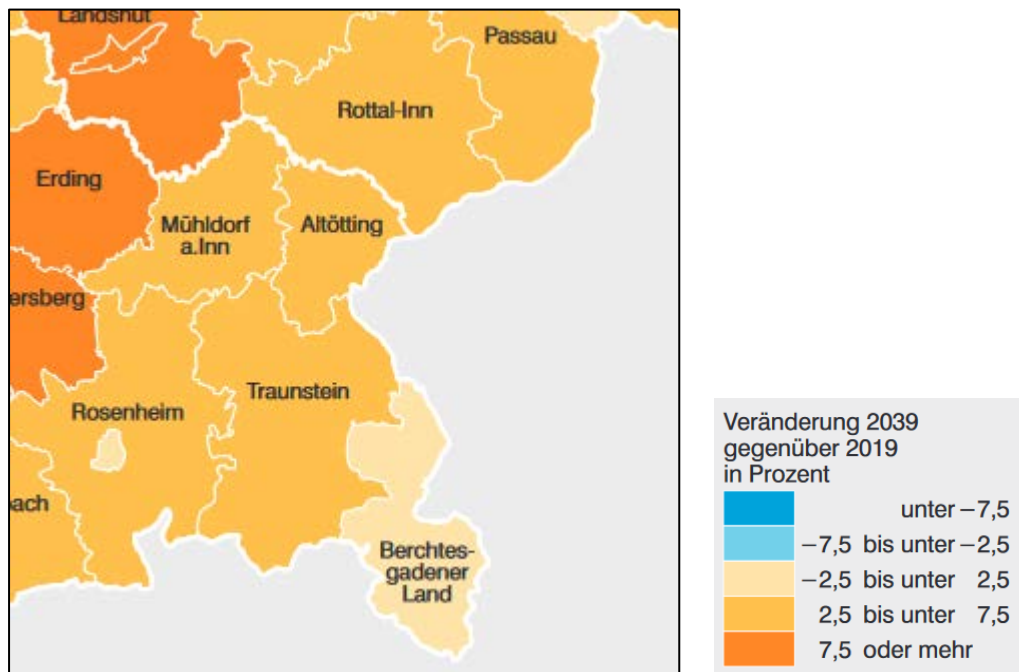 Landshut
Passau
Rottal-Inn
Erding
Mühldorf
a.Inn
Altötting
ersberg
Traunstein
Rosenheim
ach
Berchtes-
gadener
Land
Veränderung 2039
gegenüber 2019
in Prozent
unter −7,5
−7,5 bis unter −2,5
−2,5 bis unter 2,5
2,5 bis unter 7,5
7,5 oder mehr